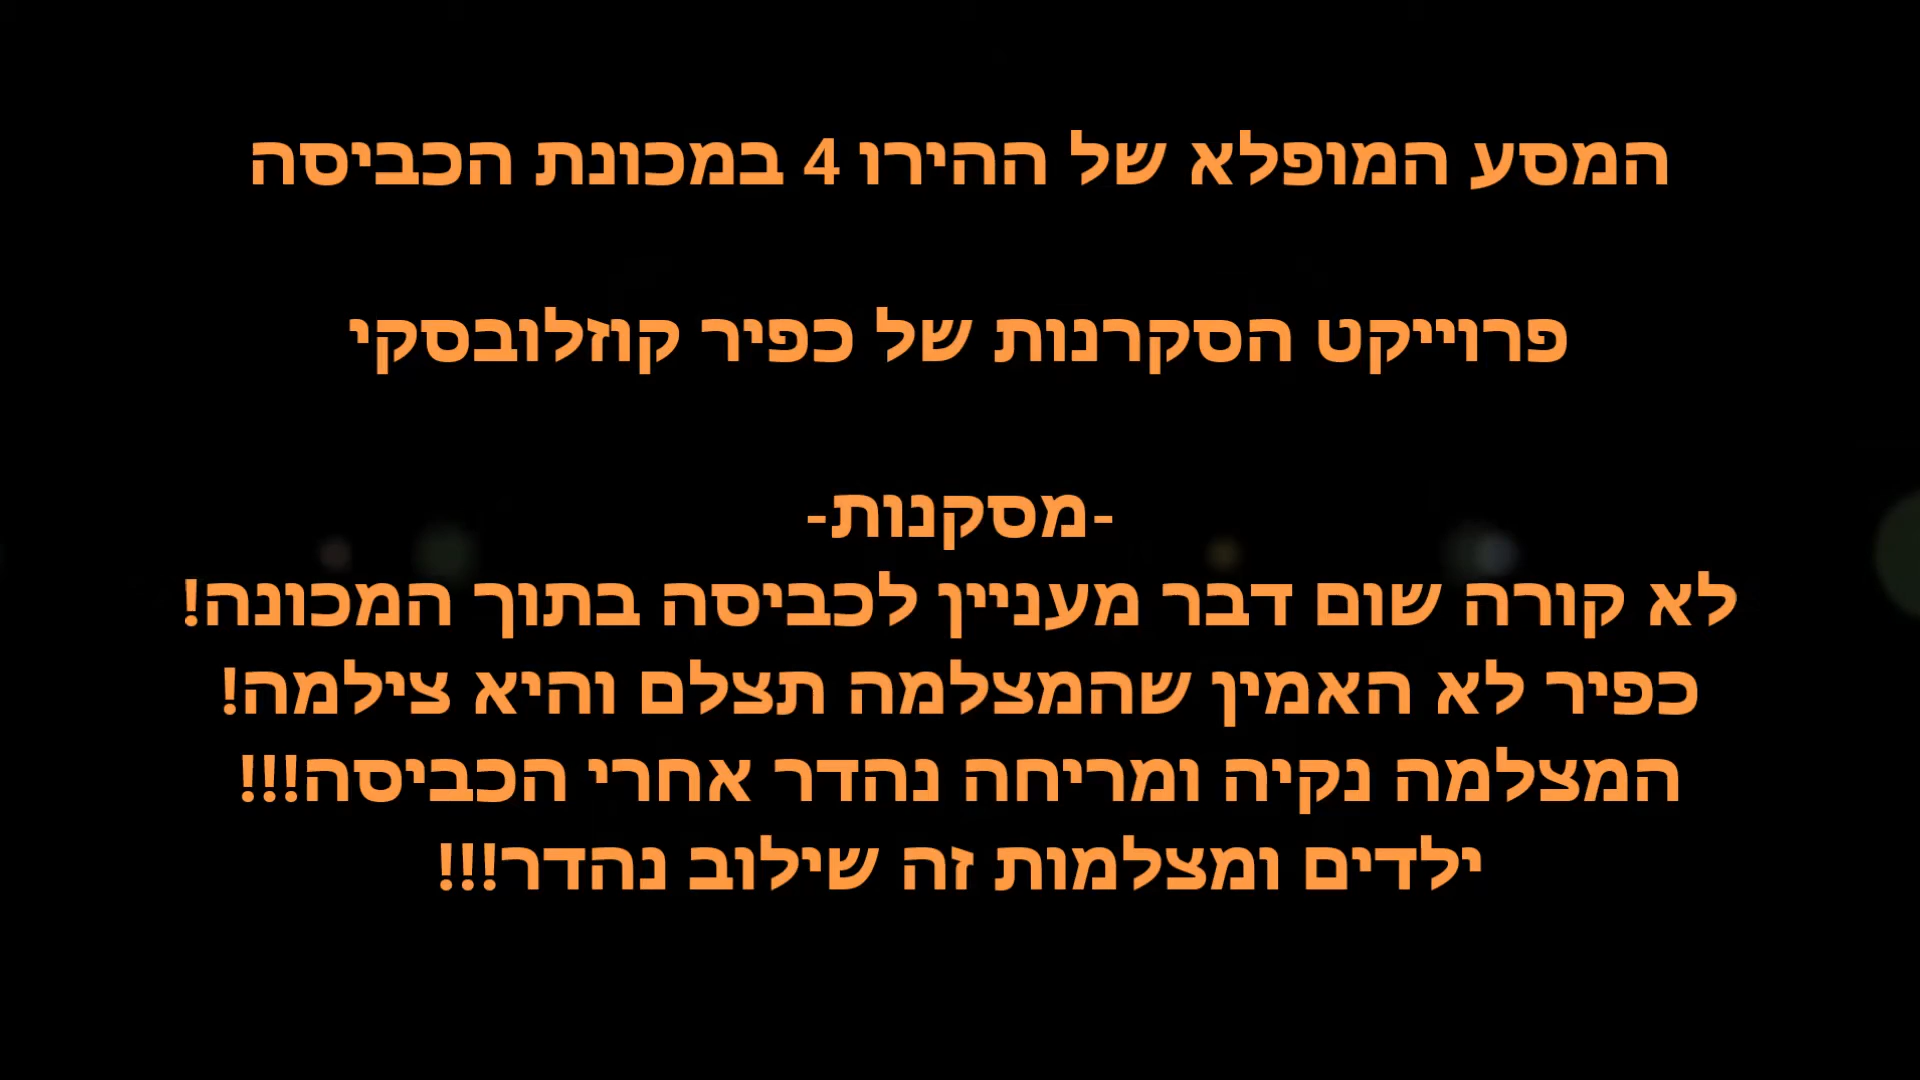 המסע המופלא של ההירו 4 במכונת הכביסה
פרוייקט הסקרנות של כפיר קוזלובסקי
-מסקנות-
לא קורה שום דבר מעניין לכביסה בתוך המכונה!
כפיר לא האמין שהמצלמה תצלם והיא צילמה!
המצלמה נקיה ומריחה נהדר אחרי הכביסה!!!
ילדים ומצלמות זה שילוב נהדר!!!